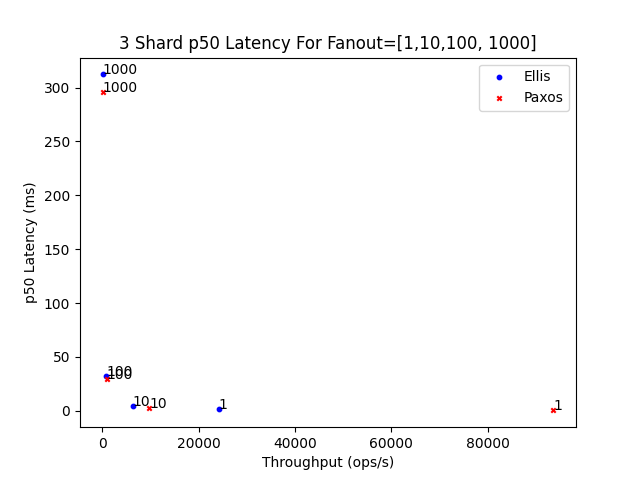 3 Shard p50 Latency For Fanout=[1,10,100, 1000]
Ellis
Paxos
1000
1000
100
100
10
10
1
1
300
250
200
150
100
50
0
p50 Latency (ms)
0 20000 40000 60000 80000
Throughput (ops/s)